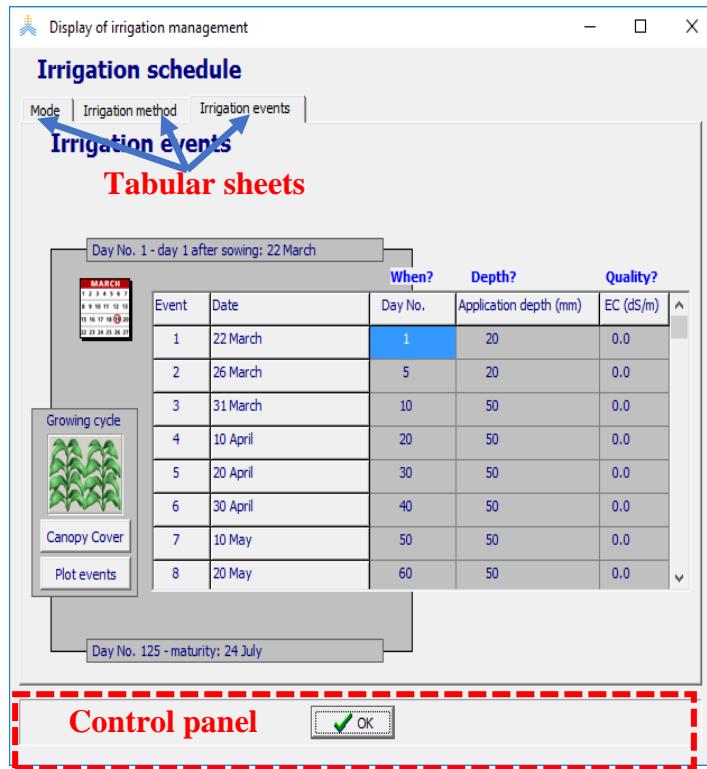 Display of irrigation management
Irrigation schedule
Mode Irrigation method Irrigation events
Irrigation events
Tabular sheets
Day No. 1 - day 1 after sowing: 22 March
When? Depth? Quality?
MARCH
Event Date Day No. Application depth (mm) EC (dS/m)
1 22 March 1 20 0.0
2 26 March 5 20 0.0
3 31 March 10 50 0.0
Growing cycle
4 10 April 20 50 0.0
5 20 April 30 50 0.0
6 30 April 40 50 0.0
Canopy Cover
7 10 May 50 50 0.0
Plot events
8 20 May 60 50 0.0
Day No. 125 - maturity: 24 July
Control panel
OK